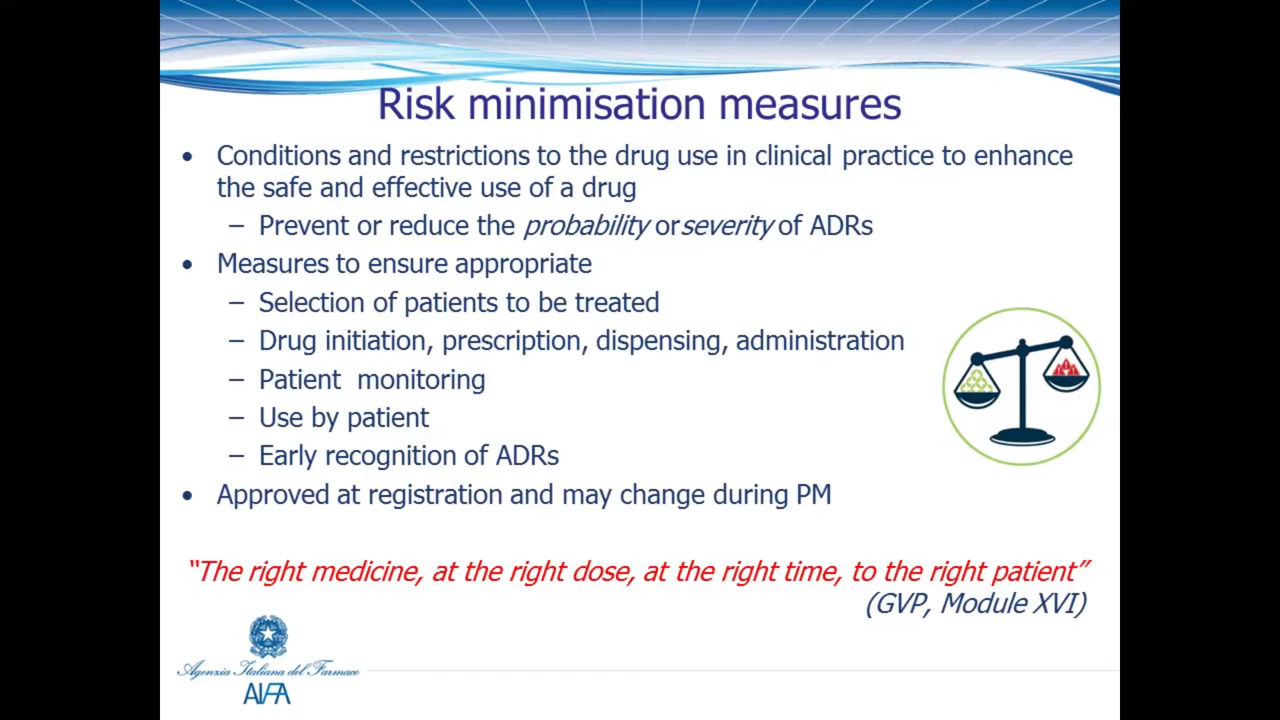 Risk minimisation measures
• Conditions and restrictions to the drug use in clinical practice to enhance
the safe and effective use of a drug
– Prevent or reduce the probability or severity of ADRs
• Measures to ensure appropriate
– Selection of patients to be treated
– Drug initiation, prescription, dispensing, administration
– Patient monitoring
– Use by patient
– Early recognition of ADRs
• Approved at registration and may change during PM
“The right medicine, at the right dose, at the right time, to the right patient”
(GVP, Module XVI)
Agenzia Italiana del Farmaco
AIFA